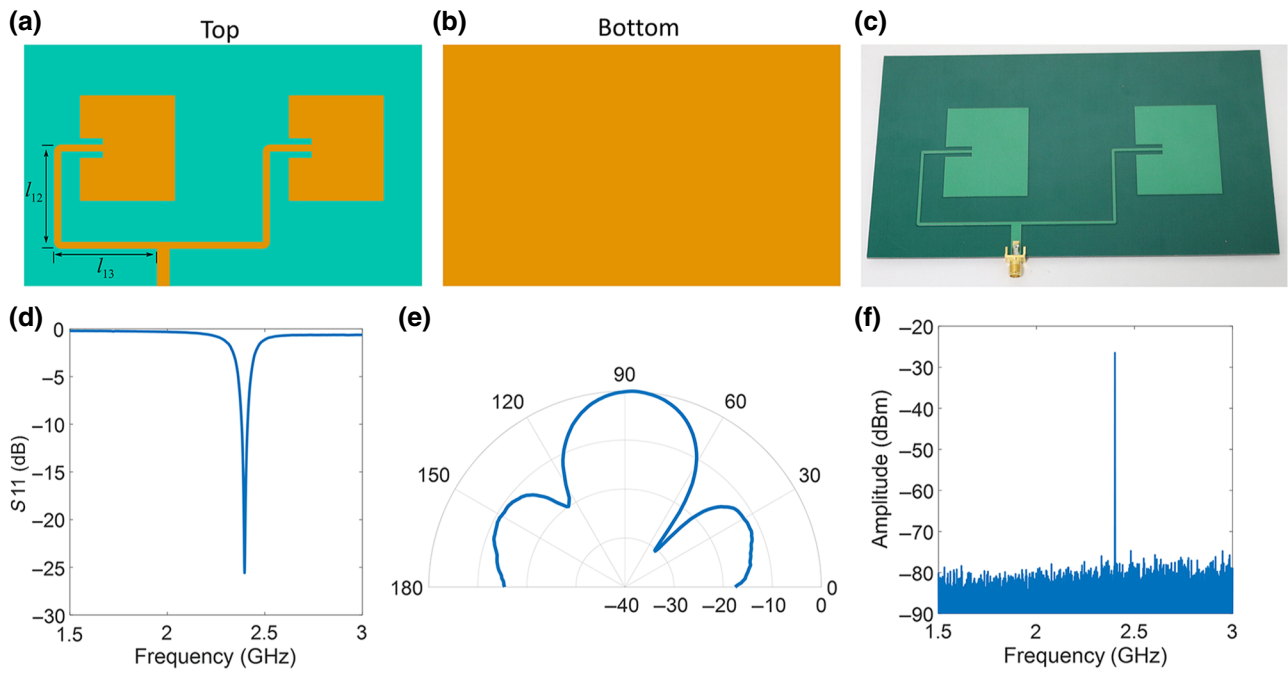 (a)
Top
l12
l13
(b)
Bottom
(c)
(d)
0
–5
–10
–15
–20
–25
–30
S11 (dB)
1.5 2 2.5 3
Frequency (GHz)
(e)
90
120 60
150 30
180 0
–40 –30 –20 –10 0
(f)
–20
–30
–40
–50
–60
–70
–80
–90
Amplitude (dBm)
1.5 2 2.5 3
Frequency (GHz)